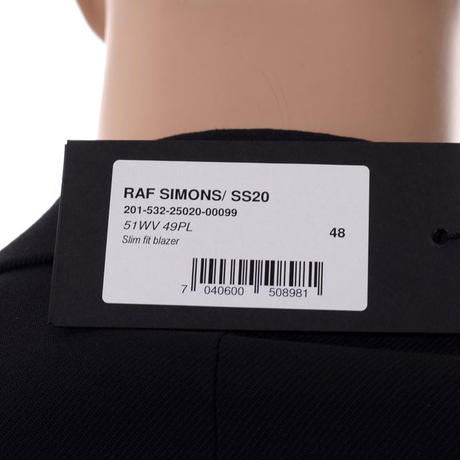 RAF SIMONS/ SS20
201-532-25020-00099
51WV 49PL 48
Slim fit blazer
7 040600 508981